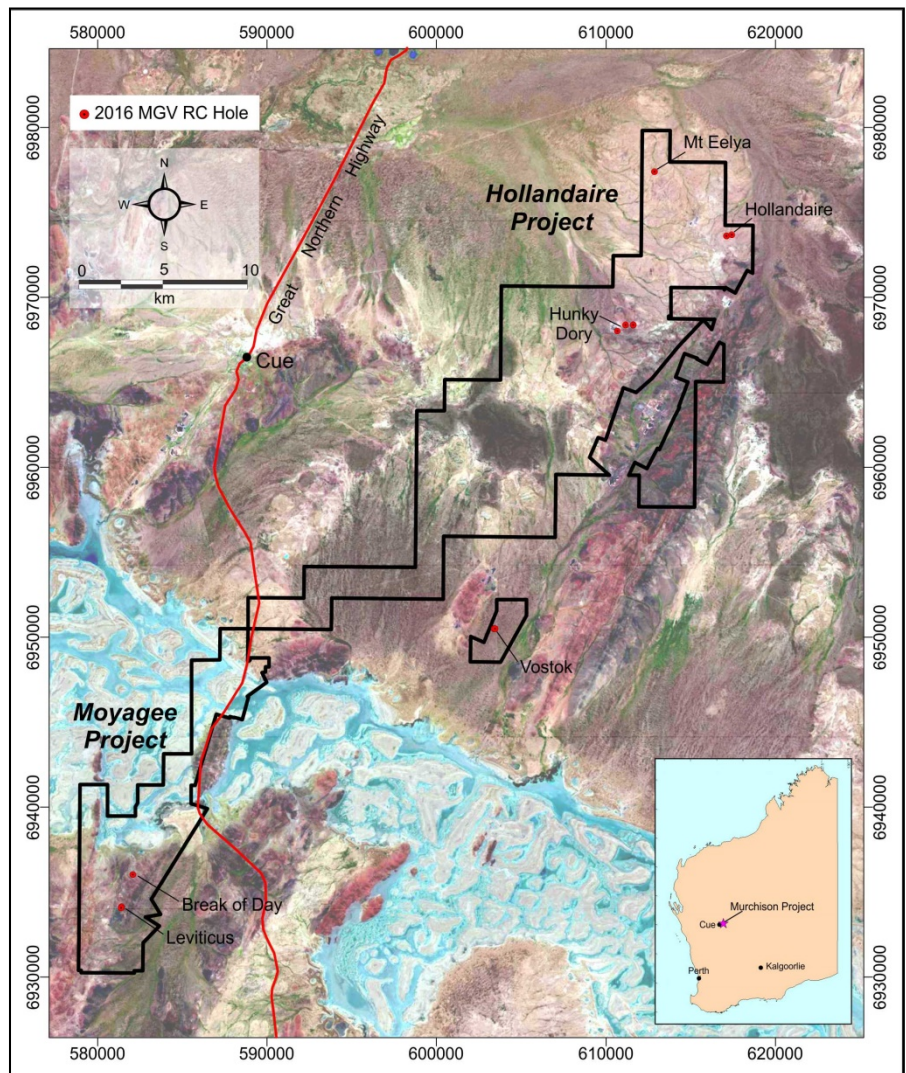 580000
590000
600000
610000
620000
2016 MGV RC Hole
N
W
E
S
0
5
10
km
6980000
6970000
6960000
6950000
6940000
6930000
Great Northern Highway
Mt Eelya
Hollandaire
Project
Hollandaire
Hunky
Dory
Cue
Vostok
Moyagee
Project
Break of Day
Leviticus
Murchison Project
Cue
Perth
Kalgoorlie
6980000
6970000
6960000
6950000
6940000
6930000
580000
590000
600000
610000
620000